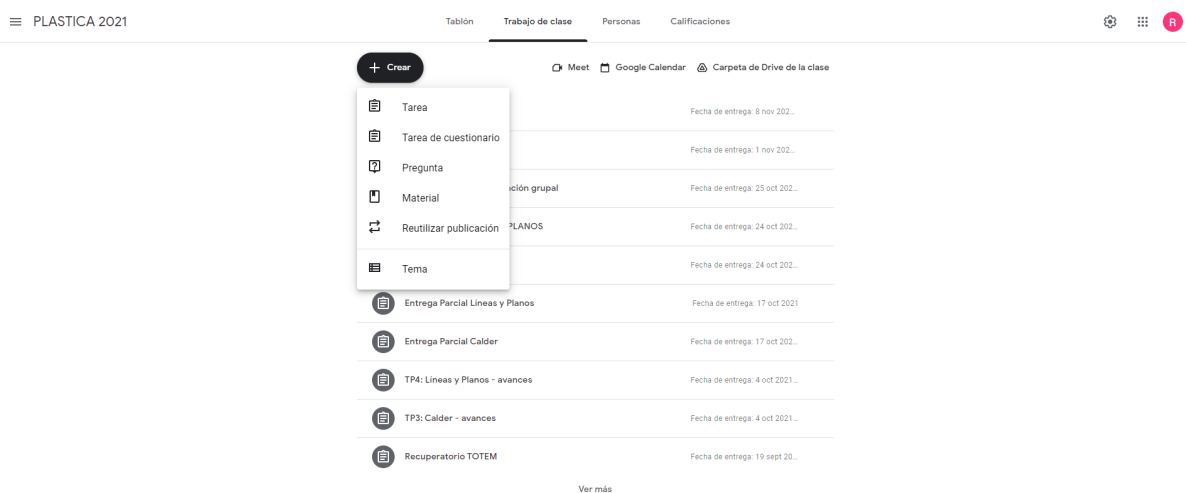 PLASTICA 2021
Tablón
Trabajo de clase
Personas
Calificaciones
R
Crear
Meet
Google Calendar
Carpeta de Drive de la clase
Tarea
Tarea de cuestionario
Pregunta
Material
Reutilizar publicación
Tema
Fecha de entrega: 8 nov 202...
Fecha de entrega: 1 nov 202...
ción grupal
Fecha de entrega: 25 oct 202...
PLANOS
Fecha de entrega: 24 oct 202...
Fecha de entrega: 24 oct 202...
Entrega Parcial Líneas y Planos
Fecha de entrega: 17 oct 2021
Entrega Parcial Calder
Fecha de entrega: 17 oct 202...
TP4: Líneas y Planos - avances
Fecha de entrega: 4 oct 2021...
TP3: Calder - avances
Fecha de entrega: 4 oct 2021...
Recuperatorio TOTEM
Fecha de entrega: 19 sept 20...
Ver más